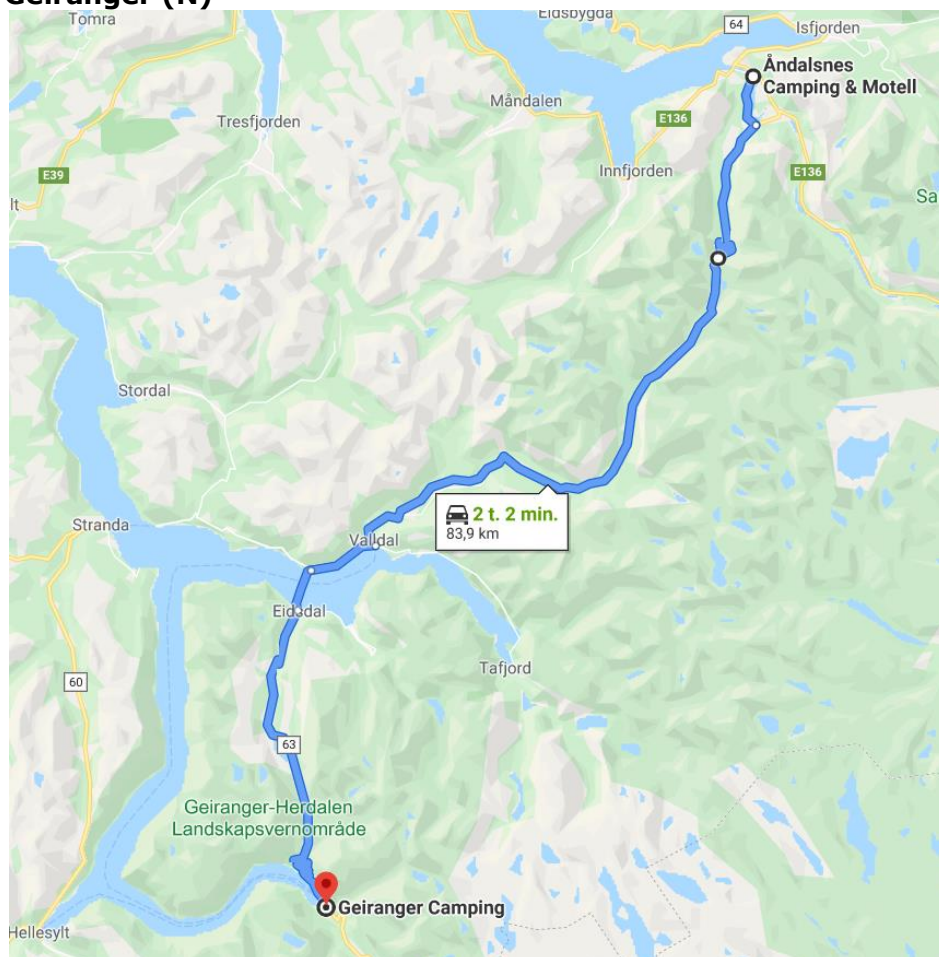 Geiranger (N)
Tomra
Eidsbygda
64
Isfjorden
Åndalsnes
Camping & Motell
Måndalen
Tresfjorden
E136
Innfjorden
E39
E136
lt
Sa
Stordal
2 t. 2 min.
83,9 km
Stranda
Valldal
Eidsdal
Tafjord
60
63
Geiranger-Herdalen
Landskapsvernområde
Geiranger Camping
Hellesylt